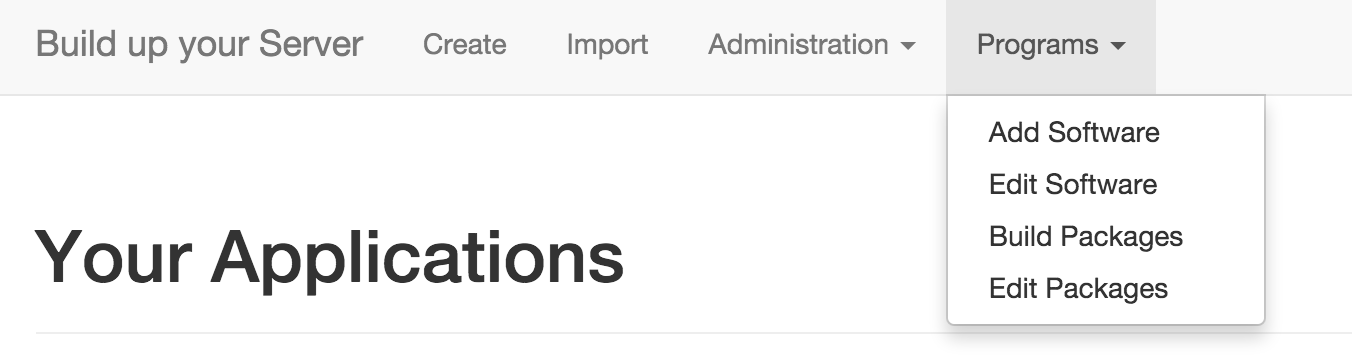 Build up your Server Create Import Administration Programs
Add Software
Edit Software
Build Packages
Edit Packages
Your Applications